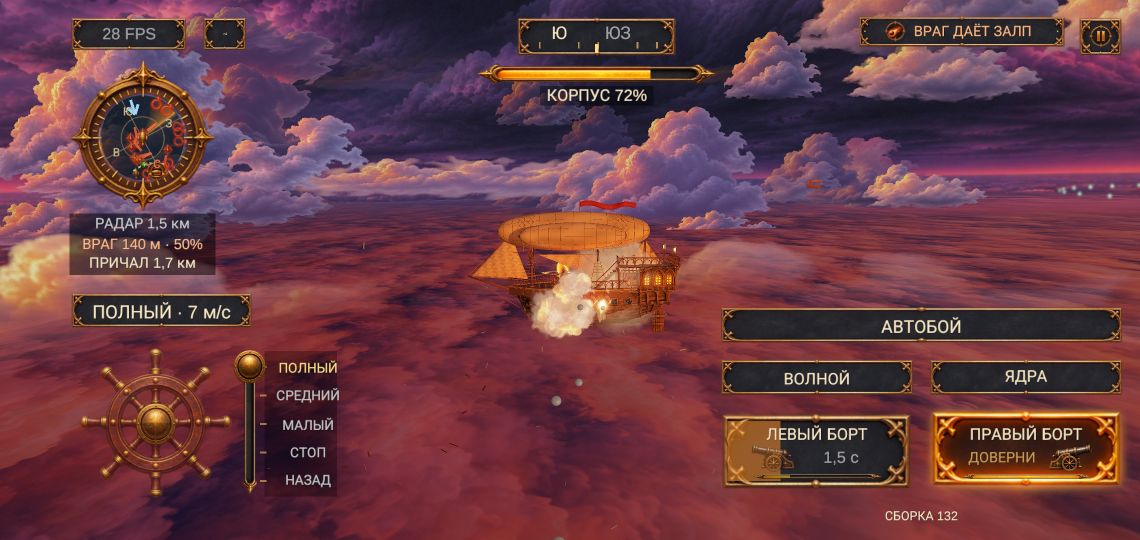 28 FPS
~
Ю ЮЗ
ВРАГ ДАЁТ ЗАЛП
КОРПУС 72%
Ю
З
В
РАДАР 1,5 км
ВРАГ 140 м · 50%
ПРИЧАЛ 1,7 км
ПОЛНЫЙ · 7 м/с
ПОЛНЫЙ
СРЕДНИЙ
МАЛЫЙ
СТОП
НАЗАД
АВТОБОЙ
ВОЛНОЙ
ЯДРА
ЛЕВЫЙ БОРТ
1,5 с
ПРАВЫЙ БОРТ
ДОВЕРНИ
СБОРКА 132